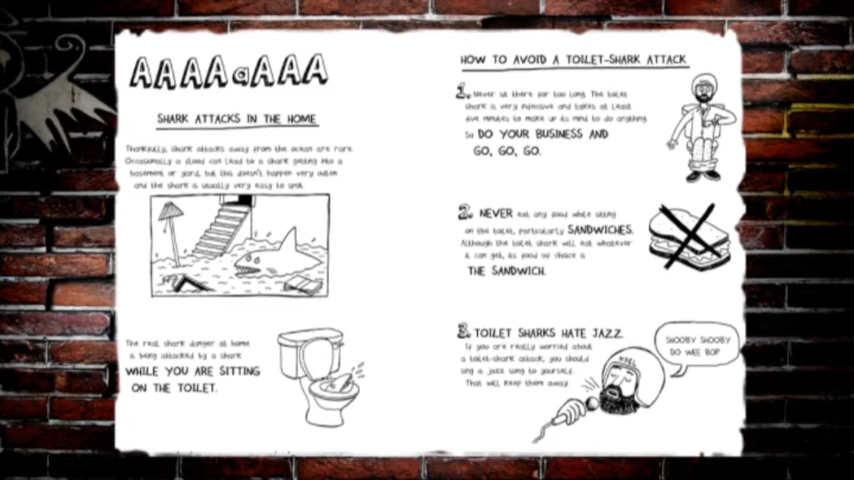 AAAAaAAA
SHARK ATTACKS IN THE HOME
Thankfully, shark attacks away from the ocean are rare.
Occasionally a flood can lead to a shark getting into a
basement or yard, but this doesn't happen very often
and the shark is usually very easy to spot.
The real shark danger at home
is being attacked by a shark
WHILE YOU ARE SITTING
ON THE TOILET.
HOW TO AVOID A TOILET-SHARK ATTACK
1. Never sit there for too long. The toilet
shark is very indecisive and takes at least
five minutes to make up its mind to do anything
So DO YOUR BUSINESS AND
GO, GO, GO.
2. NEVER eat any food while sitting
on the toilet, particularly SANDWICHES.
Although the toilet shark will eat whatever
it can get, its food of choice is
THE SANDWICH.
3. TOILET SHARKS HATE JAZZ
If you are really worried about
a toilet-shark attack, you should
sing a jazz song to yourself.
That will keep them away
NOEL
SHOOBY SHOOBY
DO WEE BOP